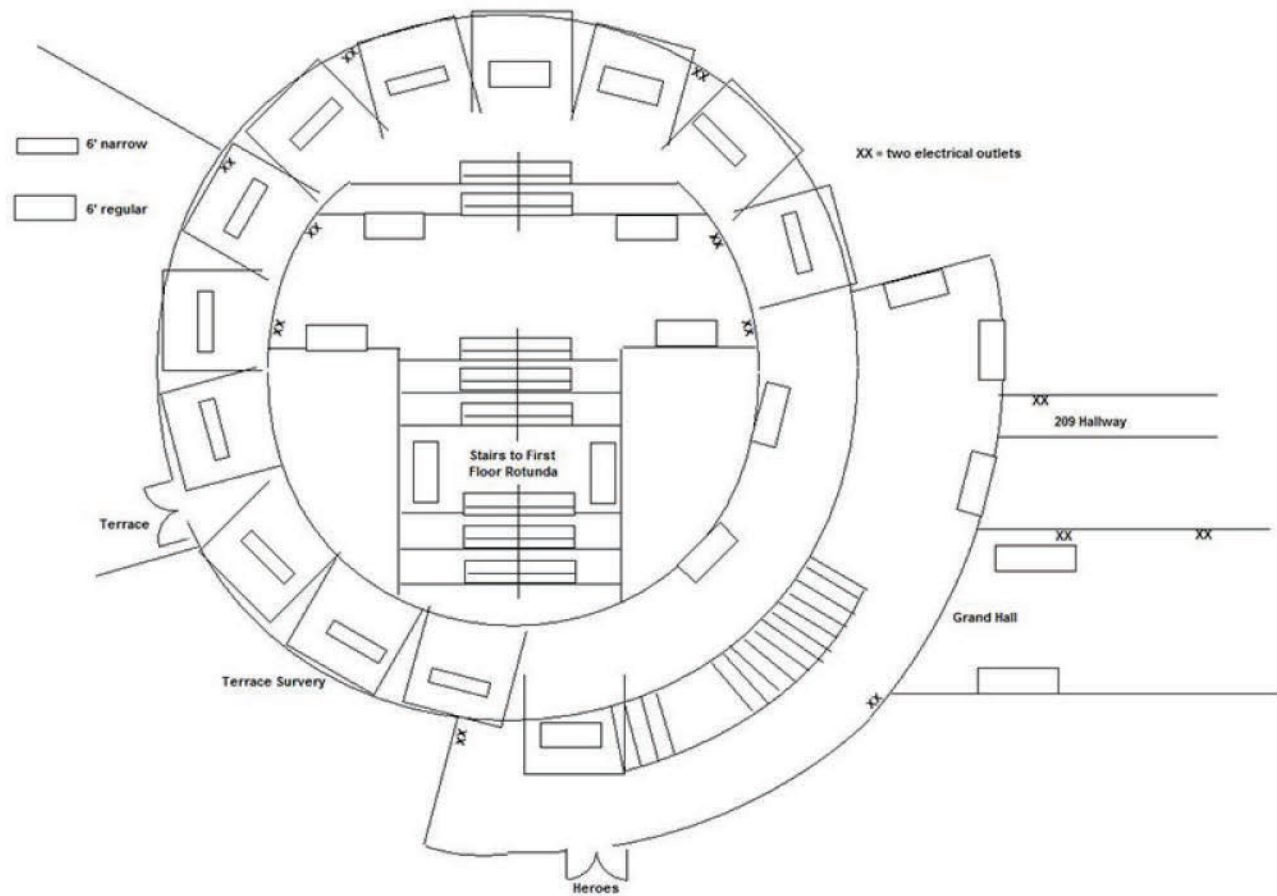 XX
XX
6' narrow
XX = two electrical outlets
XX
6' regular
XX
XX
XX
XX
XX
209 Hallway
Stairs to First
Floor Rotunda
Terrace
XX
XX
Grand Hall
Terrace Survery
XX
XX
Heroes